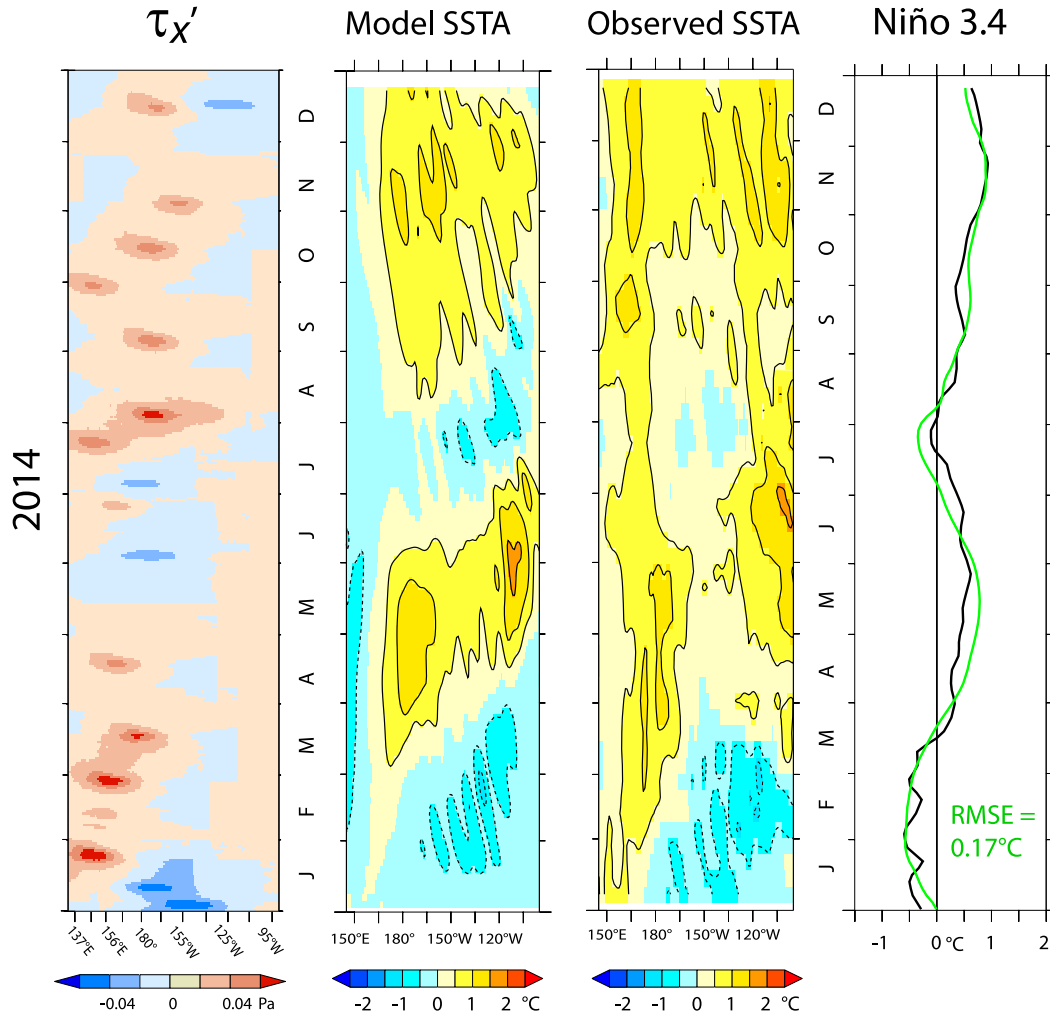 τx′
Model SSTA
Observed SSTA
Niño 3.4
2014
D
N
O
S
A
J
J
M
A
M
F
J
D
N
O
S
A
J
J
M
A
M
F
J
D
N
O
S
A
J
J
M
A
M
F
J
RMSE =
0.17°C
137°E 156°E 180° 155°W 125°W 95°W
150°E 180° 150°W 120°W
150°E 180° 150°W 120°W
-1 0 °C 1 2
-0.04 0 0.04 Pa
-2 -1 0 1 2 °C
-2 -1 0 1 2 °C